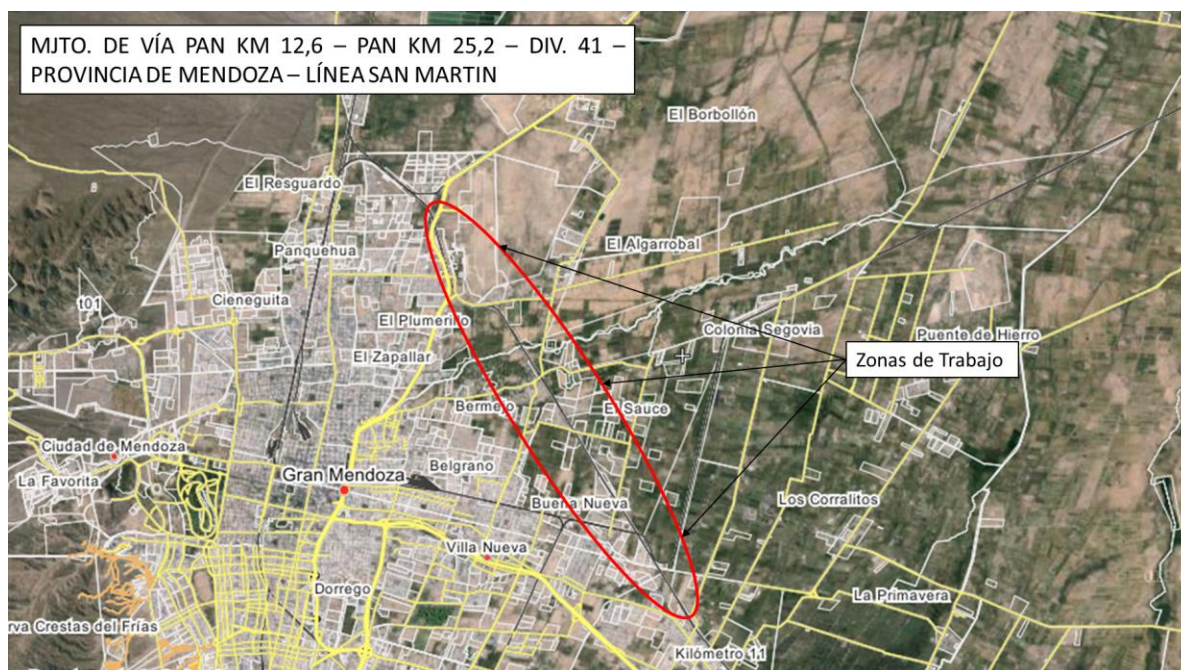 MJTO. DE VÍA PAN KM 12,6 – PAN KM 25,2 – DIV. 41 –
PROVINCIA DE MENDOZA – LÍNEA SAN MARTIN
El Borbollón
El Resguardo
El Algarrobal
Panquehua
Cieneguita
t01
El Plumerillo
Colonia Segovia
Puente de Hierro
El Zapallar
Zonas de Trabajo
Bermejo
El Sauce
Ciudad de Mendoza
Belgrano
La Favorita
Gran Mendoza
Buena Nueva
Los Corralitos
Villa Nueva
Dorrego
La Primavera
rva Crestas del Frías
Kilómetro 11